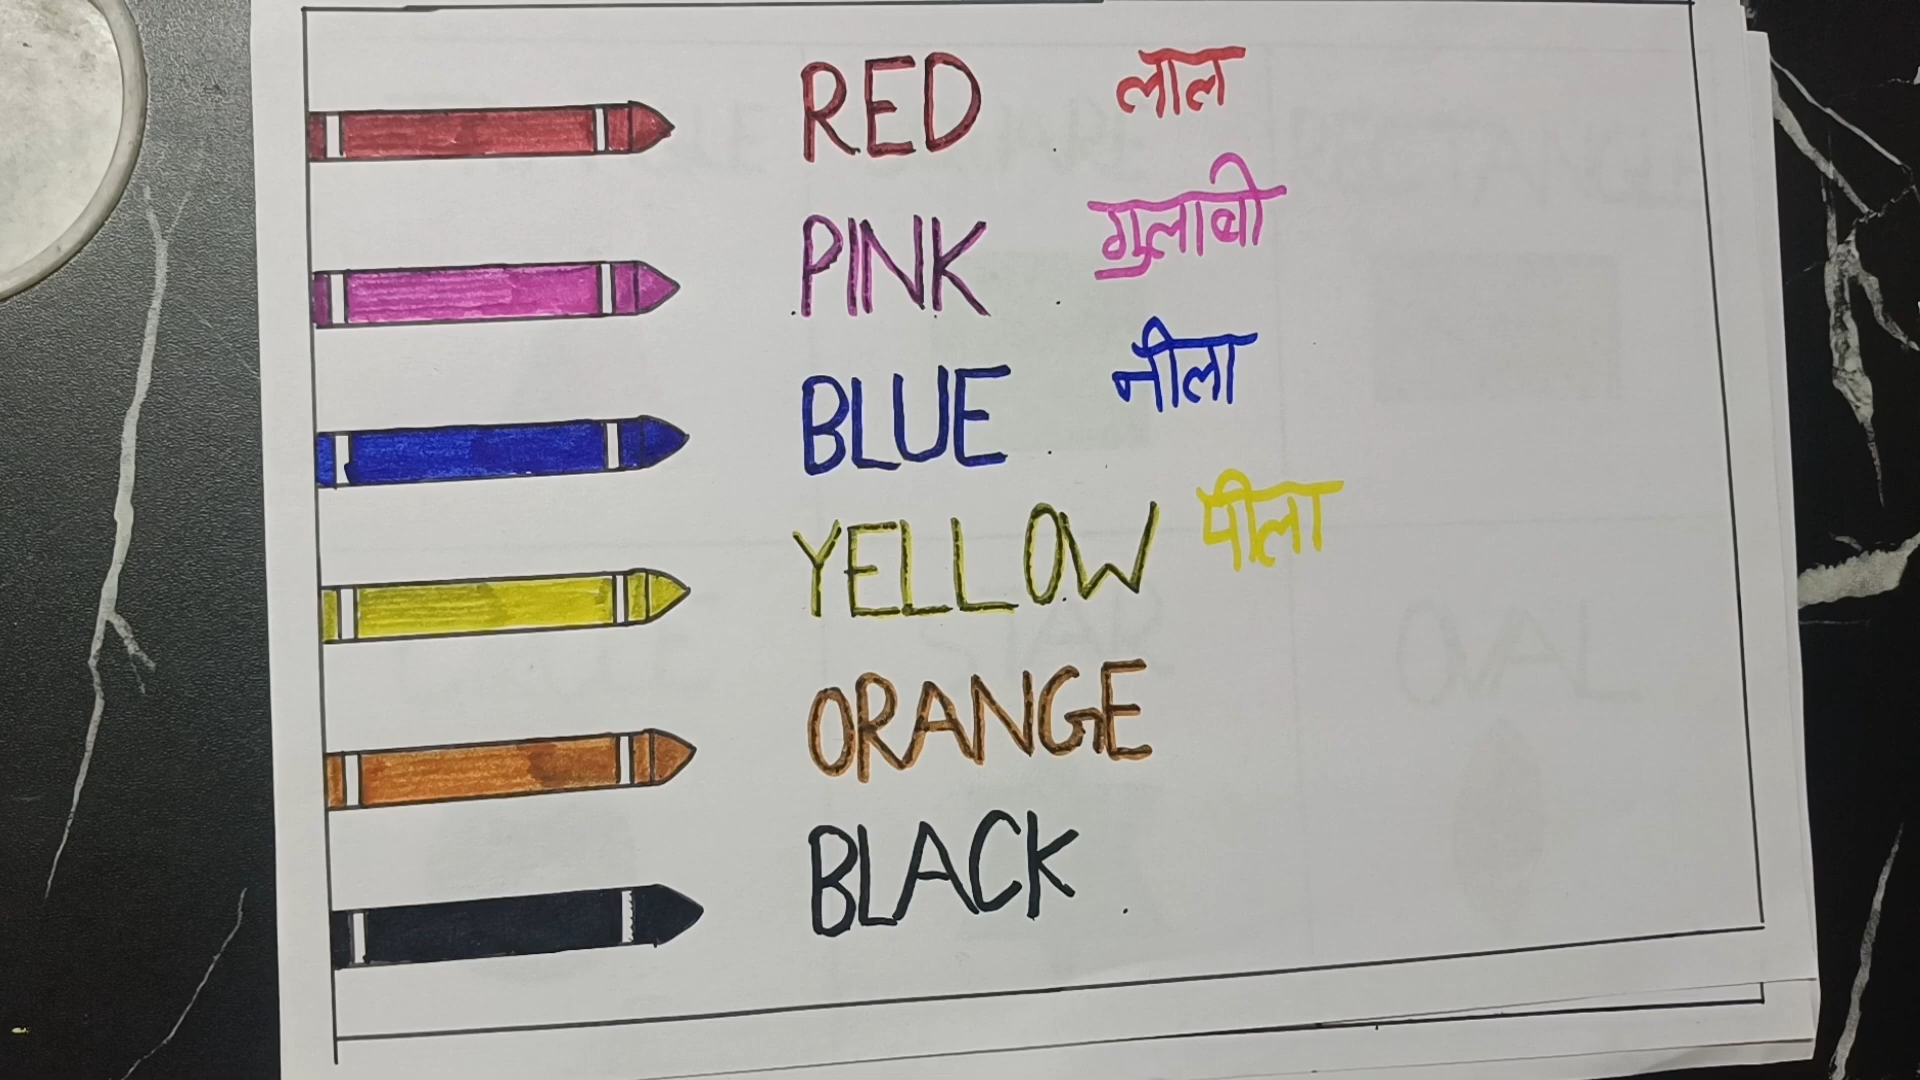 RED लाल
PINK गुलाबी
BLUE नीला
YELLOW पीला
ORANGE
BLACK